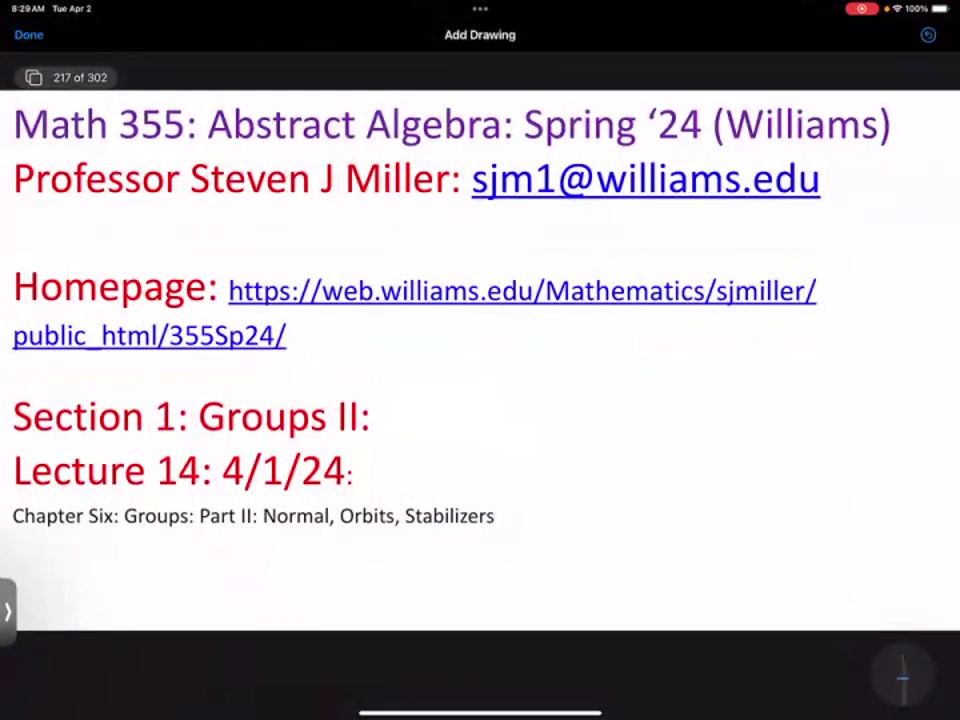 8:29 AM Tue Apr 2
100%
Done
Add Drawing
217 of 302
Math 355: Abstract Algebra: Spring ‘24 (Williams)
Professor Steven J Miller: sjm1@williams.edu
Homepage: https://web.williams.edu/Mathematics/sjmiller/
public_html/355Sp24/
Section 1: Groups II:
Lecture 14: 4/1/24:
Chapter Six: Groups: Part II: Normal, Orbits, Stabilizers